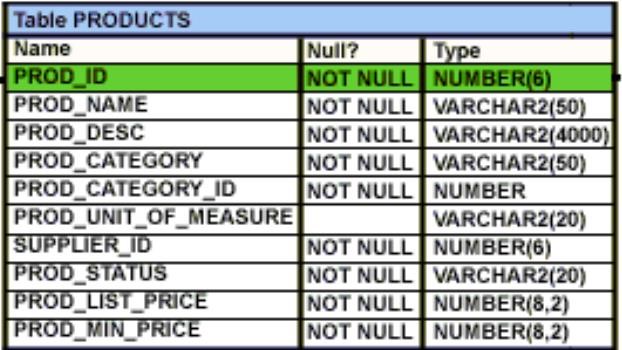 Table PRODUCTS
Name Null? Type
PROD_ID NOT NULL NUMBER(6)
PROD_NAME NOT NULL VARCHAR2(50)
PROD_DESC NOT NULL VARCHAR2(4000)
PROD_CATEGORY NOT NULL VARCHAR2(50)
PROD_CATEGORY_ID NOT NULL NUMBER
PROD_UNIT_OF_MEASURE VARCHAR2(20)
SUPPLIER_ID NOT NULL NUMBER(6)
PROD_STATUS NOT NULL VARCHAR2(20)
PROD_LIST_PRICE NOT NULL NUMBER(8,2)
PROD_MIN_PRICE NOT NULL NUMBER(8,2)